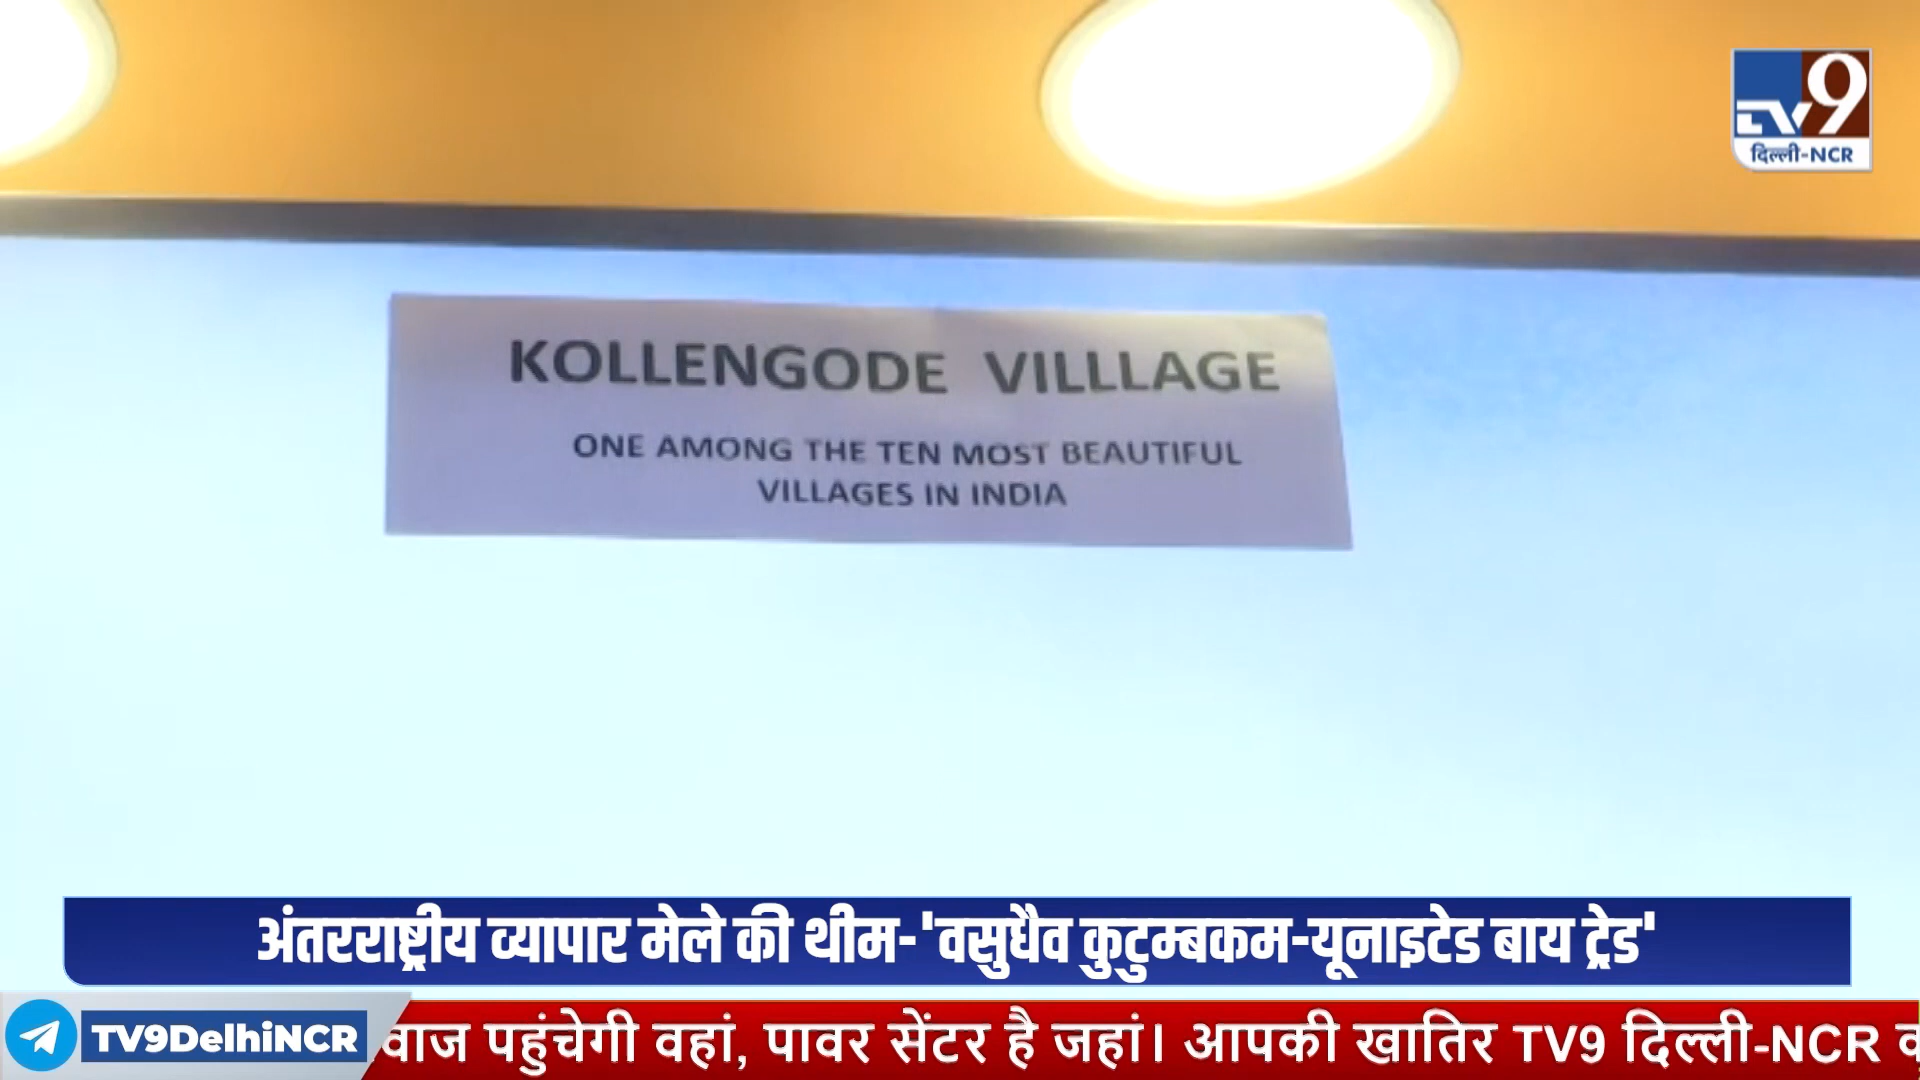 TV9
दिल्ली-NCR
KOLLENGODE VILLLAGE
ONE AMONG THE TEN MOST BEAUTIFUL
VILLAGES IN INDIA
अंतरराष्ट्रीय व्यापार मेले की थीम-'वसुधैव कुटुम्बकम-यूनाइटेड बाय ट्रेड'
TV9DelhiNCR
पहुंचेगी वहां, पावर सेंटर है जहां। आपकी खातिर TV9 दिल्ली-NCR